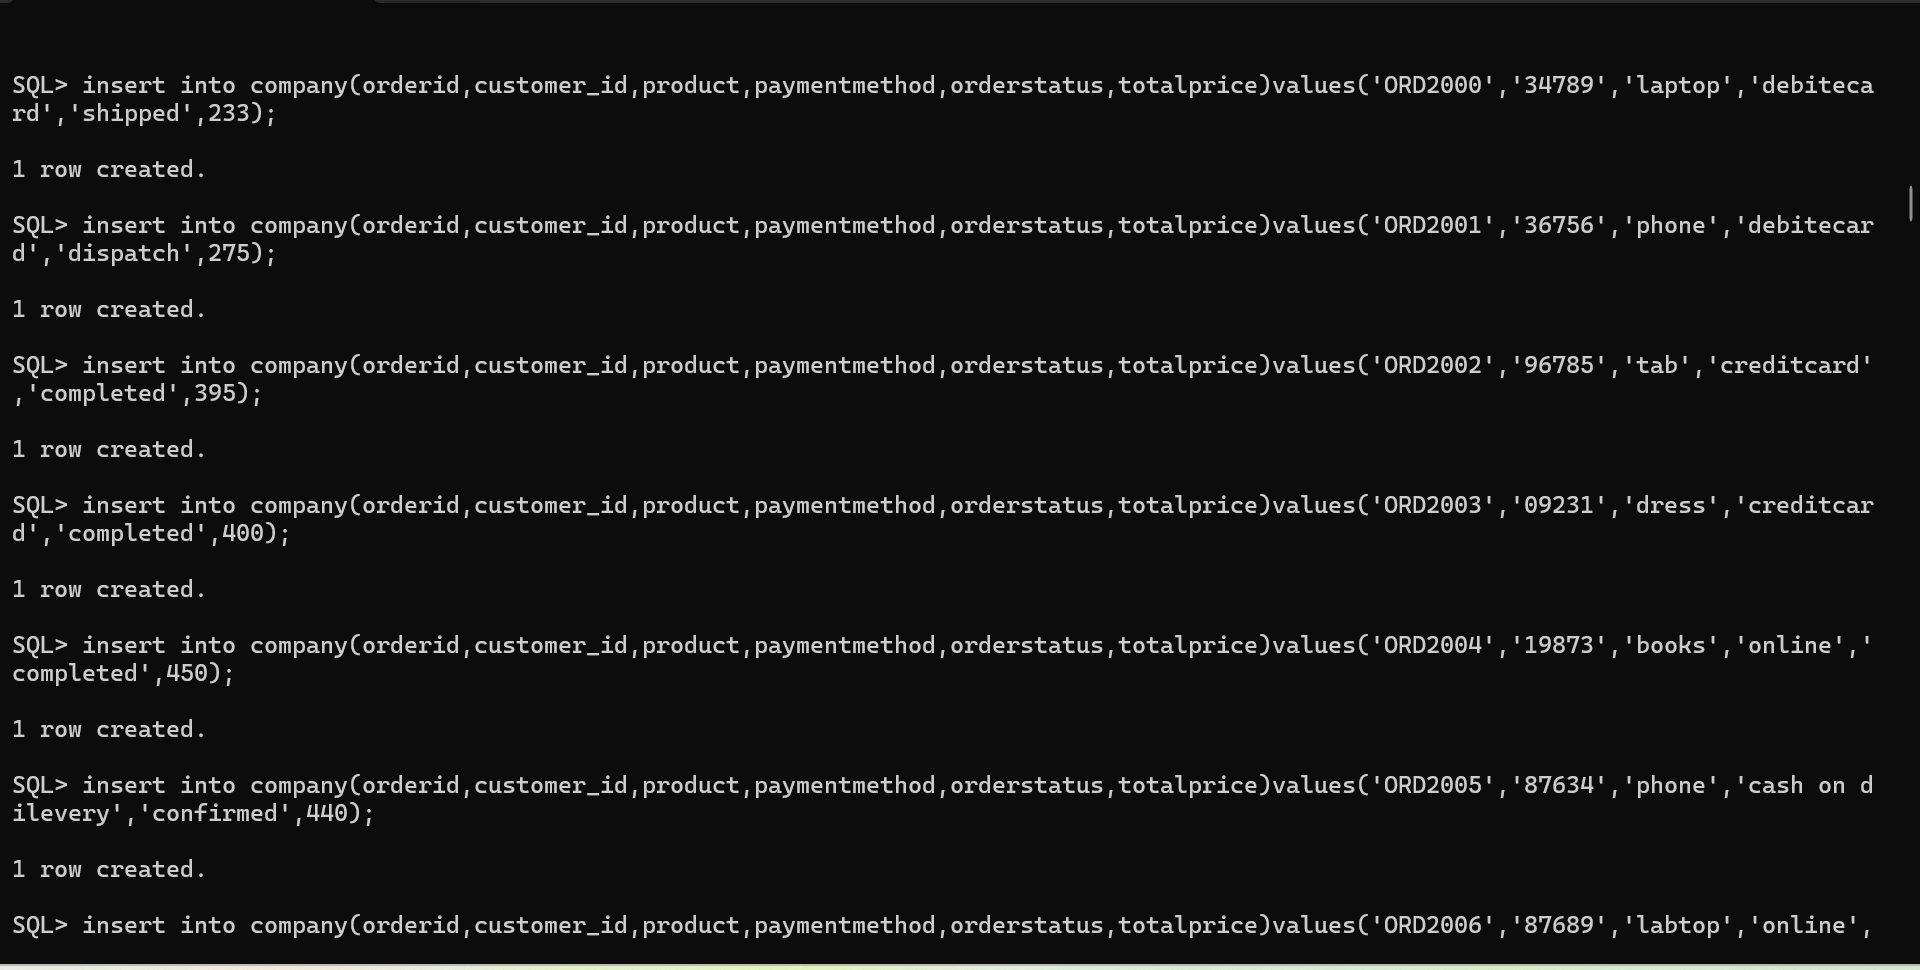 SQL> insert into company(orderid,customer_id,product,paymentmethod,orderstatus,totalprice)values('ORD2000','34789','laptop','debiteca
rd','shipped',233);
1 row created.
SQL> insert into company(orderid,customer_id,product,paymentmethod,orderstatus,totalprice)values('ORD2001','36756','phone','debitecar
d','dispatch',275);
1 row created.
SQL> insert into company(orderid,customer_id,product,paymentmethod,orderstatus,totalprice)values('ORD2002','96785','tab','creditcard'
,'completed',395);
1 row created.
SQL> insert into company(orderid,customer_id,product,paymentmethod,orderstatus,totalprice)values('ORD2003','09231','dress','creditcar
d','completed',400);
1 row created.
SQL> insert into company(orderid,customer_id,product,paymentmethod,orderstatus,totalprice)values('ORD2004','19873','books','online','
completed',450);
1 row created.
SQL> insert into company(orderid,customer_id,product,paymentmethod,orderstatus,totalprice)values('ORD2005','87634','phone','cash on d
ilevery','confirmed',440);
1 row created.
SQL> insert into company(orderid,customer_id,product,paymentmethod,orderstatus,totalprice)values('ORD2006','87689','labtop','online',